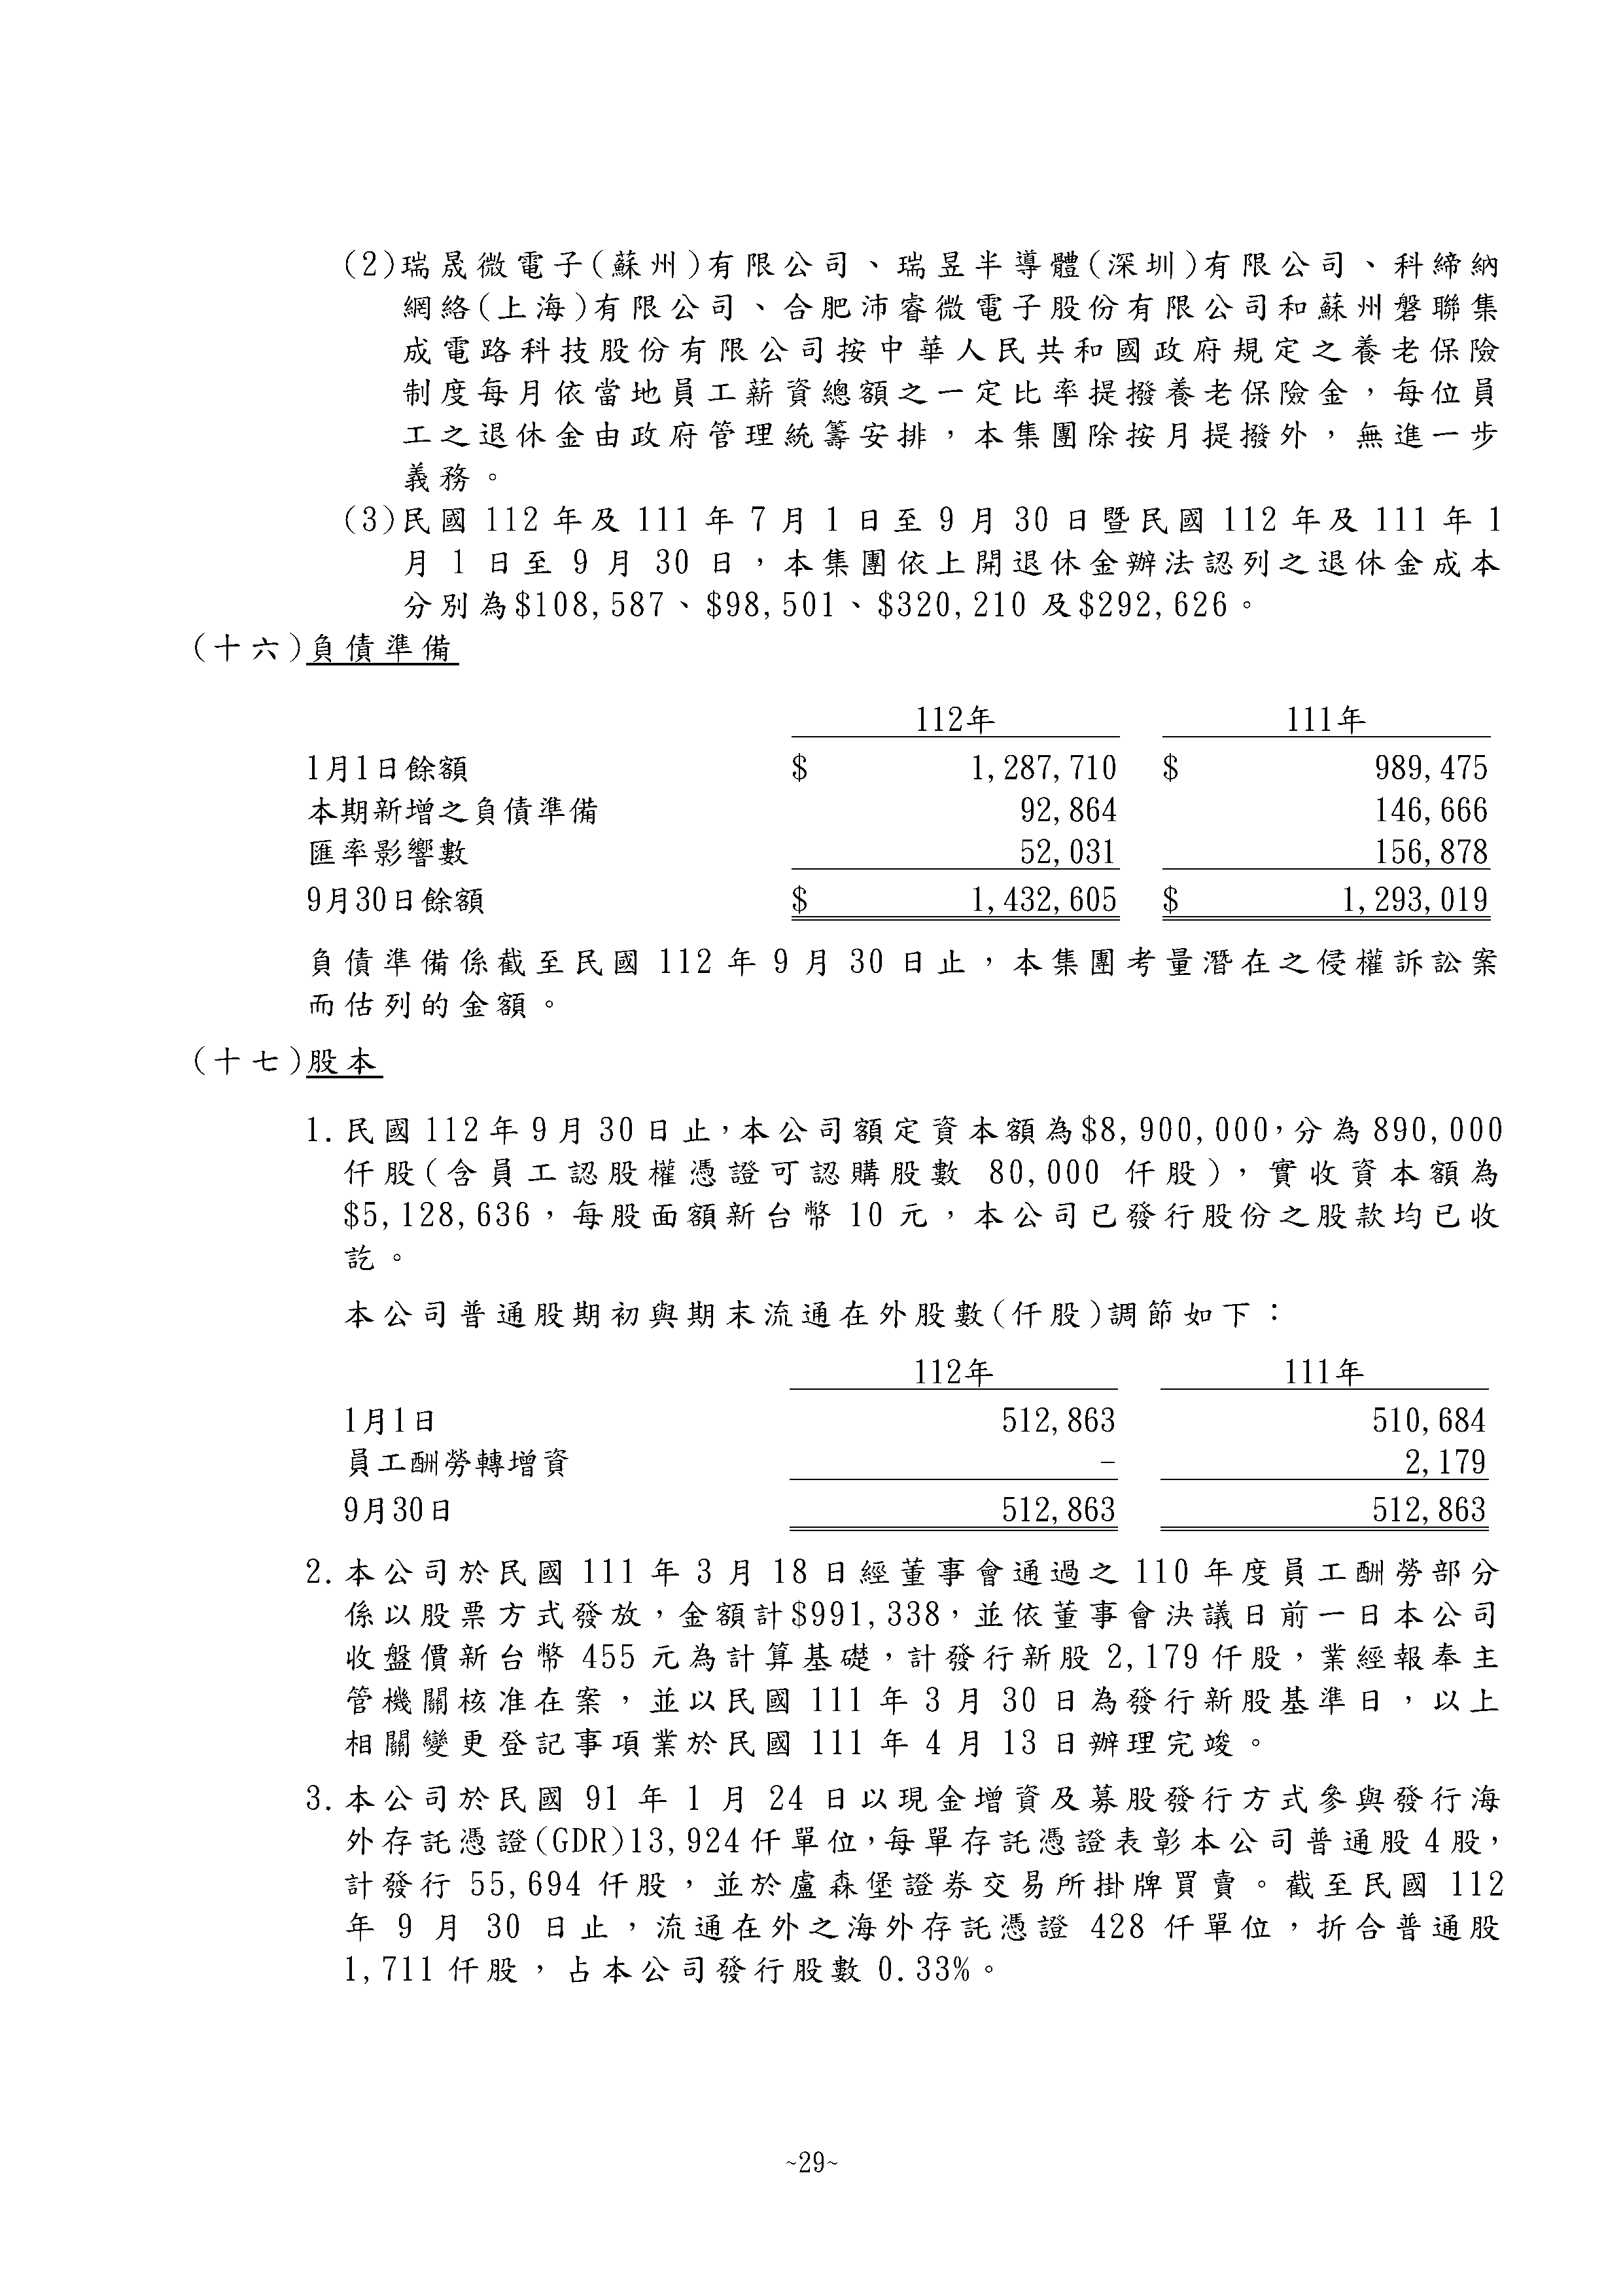 (2)瑞晟微電子(蘇州)有限公司、瑞昱半導體(深圳)有限公司、科締納
網絡(上海)有限公司、合肥沛睿微電子股份有限公司和蘇州磐聯集
成電路科技股份有限公司按中華人民共和國政府規定之養老保險
制度每月依當地員工薪資總額之一定比率提撥養老保險金，每位員
工之退休金由政府管理統籌安排，本集團除按月提撥外，無進一步
義務。
(3)民國 112 年及 111 年 7 月 1 日至 9 月 30 日暨民國 112 年及 111 年 1
月 1 日至 9 月 30 日，本集團依上開退休金辦法認列之退休金成本
分別為$108,587、$98,501、$320,210 及$292,626。
(十六)負債準備
112年 111年
1月1日餘額 $ 1,287,710 $ 989,475
本期新增之負債準備 92,864 146,666
匯率影響數 52,031 156,878
9月30日餘額 $ 1,432,605 $ 1,293,019
負債準備係截至民國 112 年 9 月 30 日止，本集團考量潛在之侵權訴訟案
而估列的金額。
(十七)股本
1.民國 112 年 9 月 30 日止，本公司額定資本額為$8,900,000，分為 890,000
仟股(含員工認股權憑證可認購股數 80,000 仟股)，實收資本額為
$5,128,636，每股面額新台幣 10 元，本公司已發行股份之股款均已收
訖。
本公司普通股期初與期末流通在外股數(仟股)調節如下：
112年 111年
1月1日 512,863 510,684
員工酬勞轉增資 - 2,179
9月30日 512,863 512,863
2.本公司於民國 111 年 3 月 18 日經董事會通過之 110 年度員工酬勞部分
係以股票方式發放，金額計$991,338，並依董事會決議日前一日本公司
收盤價新台幣 455 元為計算基礎，計發行新股 2,179 仟股，業經報奉主
管機關核准在案，並以民國 111 年 3 月 30 日為發行新股基準日，以上
相關變更登記事項業於民國 111 年 4 月 13 日辦理完竣。
3.本公司於民國 91 年 1 月 24 日以現金增資及募股發行方式參與發行海
外存託憑證(GDR)13,924 仟單位，每單存託憑證表彰本公司普通股 4 股，
計發行 55,694 仟股，並於盧森堡證券交易所掛牌買賣。截至民國 112
年 9 月 30 日止，流通在外之海外存託憑證 428 仟單位，折合普通股
1,711 仟股，占本公司發行股數 0.33%。
~29~